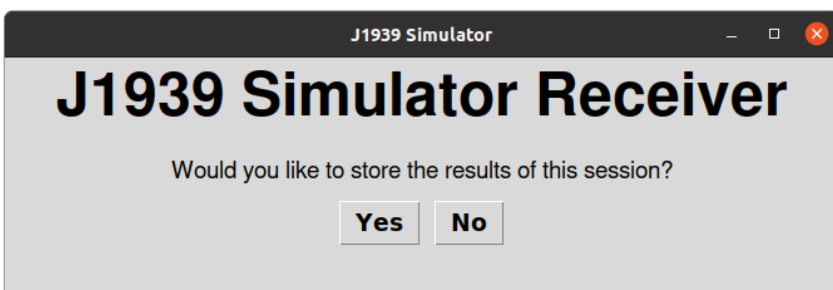 J1939 Simulator
J1939 Simulator Receiver
Would you like to store the results of this session?
Yes No